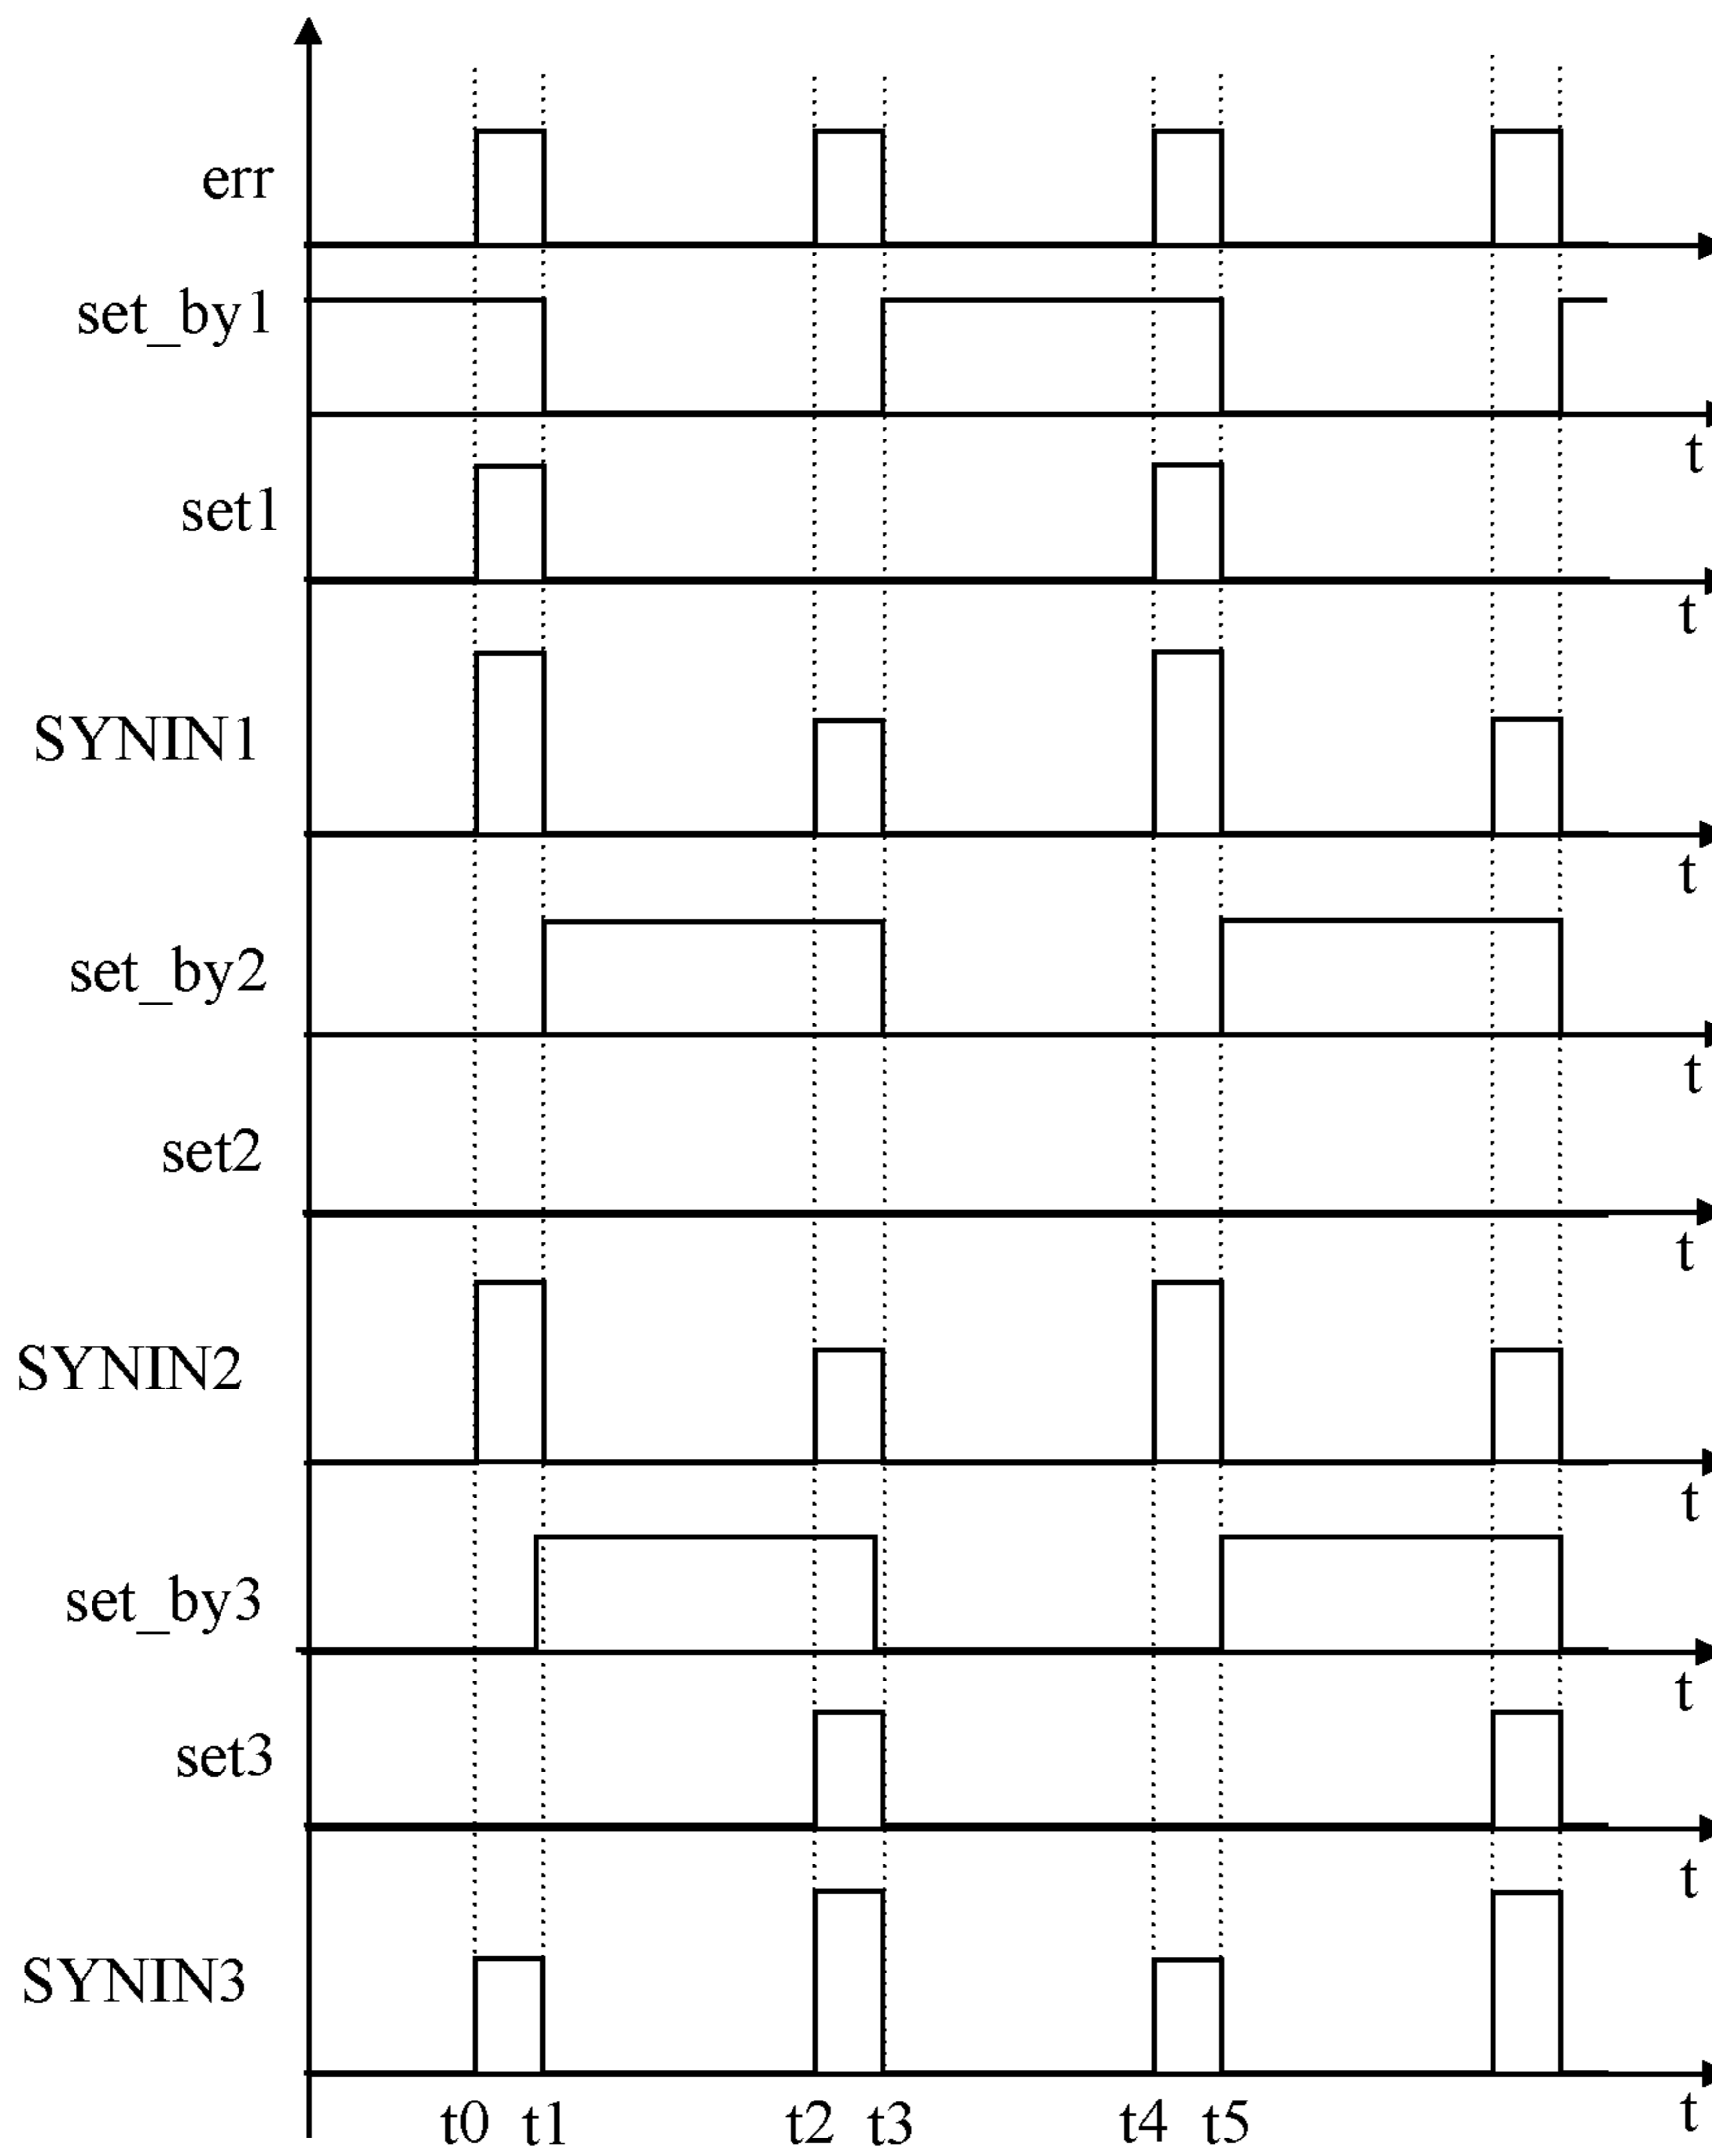 err
set_by1
t
set1
t
SYNIN1
t
set_by2
t
set2
t
SYNIN2
t
set_by3
t
set3
t
SYNIN3
t0 t1 t2 t3 t4 t5 t